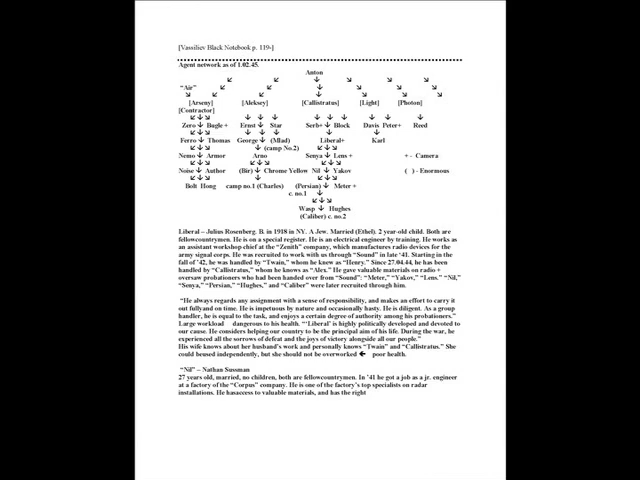 [Vassiliev Black Notebook p. 119-]
Agent network as of 1.02.45.
Anton
"Air"
[Arseny] [Aleksey] [Callistratus] [Light] [Photon]
[Contractor]
Zero Bugle + Ernst Star Serb+ Block Davis Peter+ Reed
Ferro Thomas George (Mlad) Liberal+ Karl
(camp No.2)
Nemo Armor Arno Senya Lens + + - Camera
Noise Author (Bir) Chrome Yellow Nil Yakov ( ) - Enormous
Bolt Hong camp no.1 (Charles) (Persian) Meter +
c. no.1
Wasp Hughes
(Caliber) c. no.2
Liberal – Julius Rosenberg. B. in 1918 in NY. A Jew. Married (Ethel). 2 year-old child. Both are
fellowcountrymen. He is on a special register. He is an electrical engineer by training. He works as
an assistant workshop chief at the "Zenith" company, which manufactures radio devices for the
army signal corps. He was recruited to work with us through "Sound" in late '41. Starting in the
fall of '42, he was handled by "Twain," whom he knew as "Henry." Since 27.04.44, he has been
handled by "Callistratus," whom he knows as "Alex." He gave valuable materials on radio +
oversaw probationers who had been handed over from "Sound": "Meter," "Yakov," "Lens." "Nil,"
"Senya," "Persian," "Hughes," and "Caliber" were later recruited through him.
"He always regards any assignment with a sense of responsibility, and makes an effort to carry it
out fullyand on time. He is impetuous by nature and occasionally hasty. He is diligent. As a group
handler, he is equal to the task, and enjoys a certain degree of authority among his probationers."
Large workload dangerous to his health. "'Liberal' is highly politically developed and devoted to
our cause. He considers helping our country to be the principal aim of his life. During the war, he
experienced all the sorrows of defeat and the joys of victory alongside all our people."
His wife knows about her husband's work and personally knows "Twain" and "Callistratus." She
could beused independently, but she should not be overworked ← poor health.
"Nil" – Nathan Sussman
27 years old, married, no children, both are fellowcountrymen. In '41 he got a job as a jr. engineer
at a factory of the "Corpus" company. He is one of the factory's top specialists on radar
installations. He hasaccess to valuable materials, and has the right